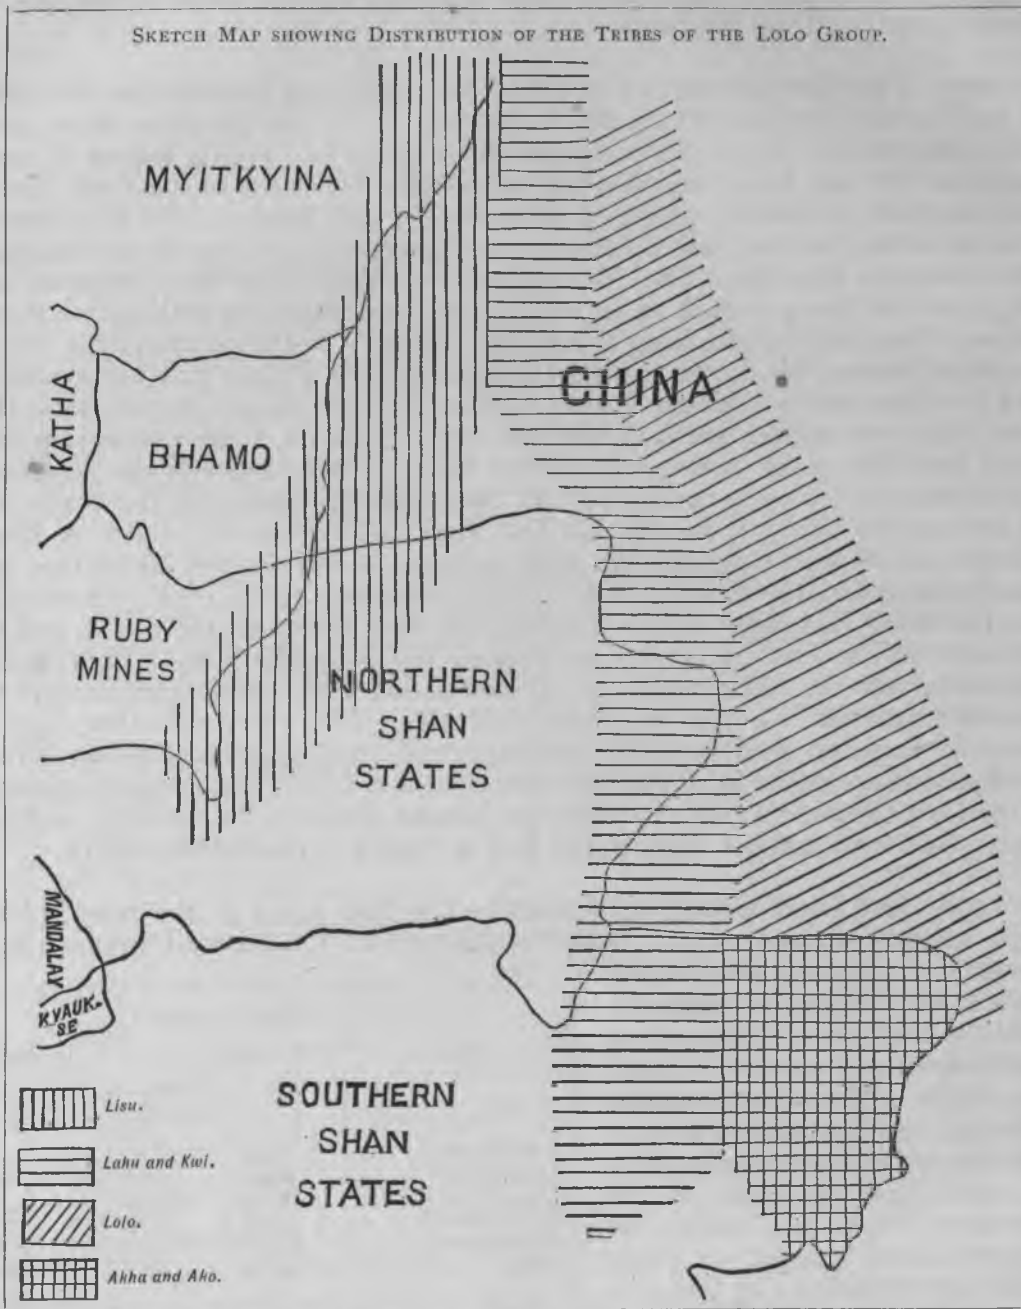 SKETCH MAP SHOWING DISTRIBUTION OF THE TRIBES OF THE LOLO GROUP.
MYITKYINA
KATHA
CHINA
BHAMO
RUBY
MINES
NORTHERN
SHAN
STATES
MANDALAY
KYAUK-
SE
SOUTHERN
SHAN
STATES
Lisu.
Lahu and Kwi.
Lolo.
Akha and Ako.